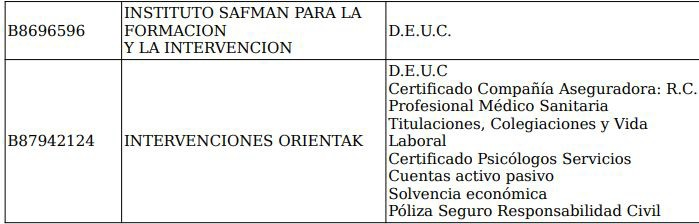 B8696596
INSTITUTO SAFMAN PARA LA
FORMACION
Y LA INTERVENCION
D.E.U.C.
B87942124
INTERVENCIONES ORIENTAK
D.E.U.C
Certificado Compañía Aseguradora: R.C.
Profesional Médico Sanitaria
Titulaciones, Colegiaciones y Vida
Laboral
Certificado Psicólogos Servicios
Cuentas activo pasivo
Solvencia económica
Póliza Seguro Responsabilidad Civil